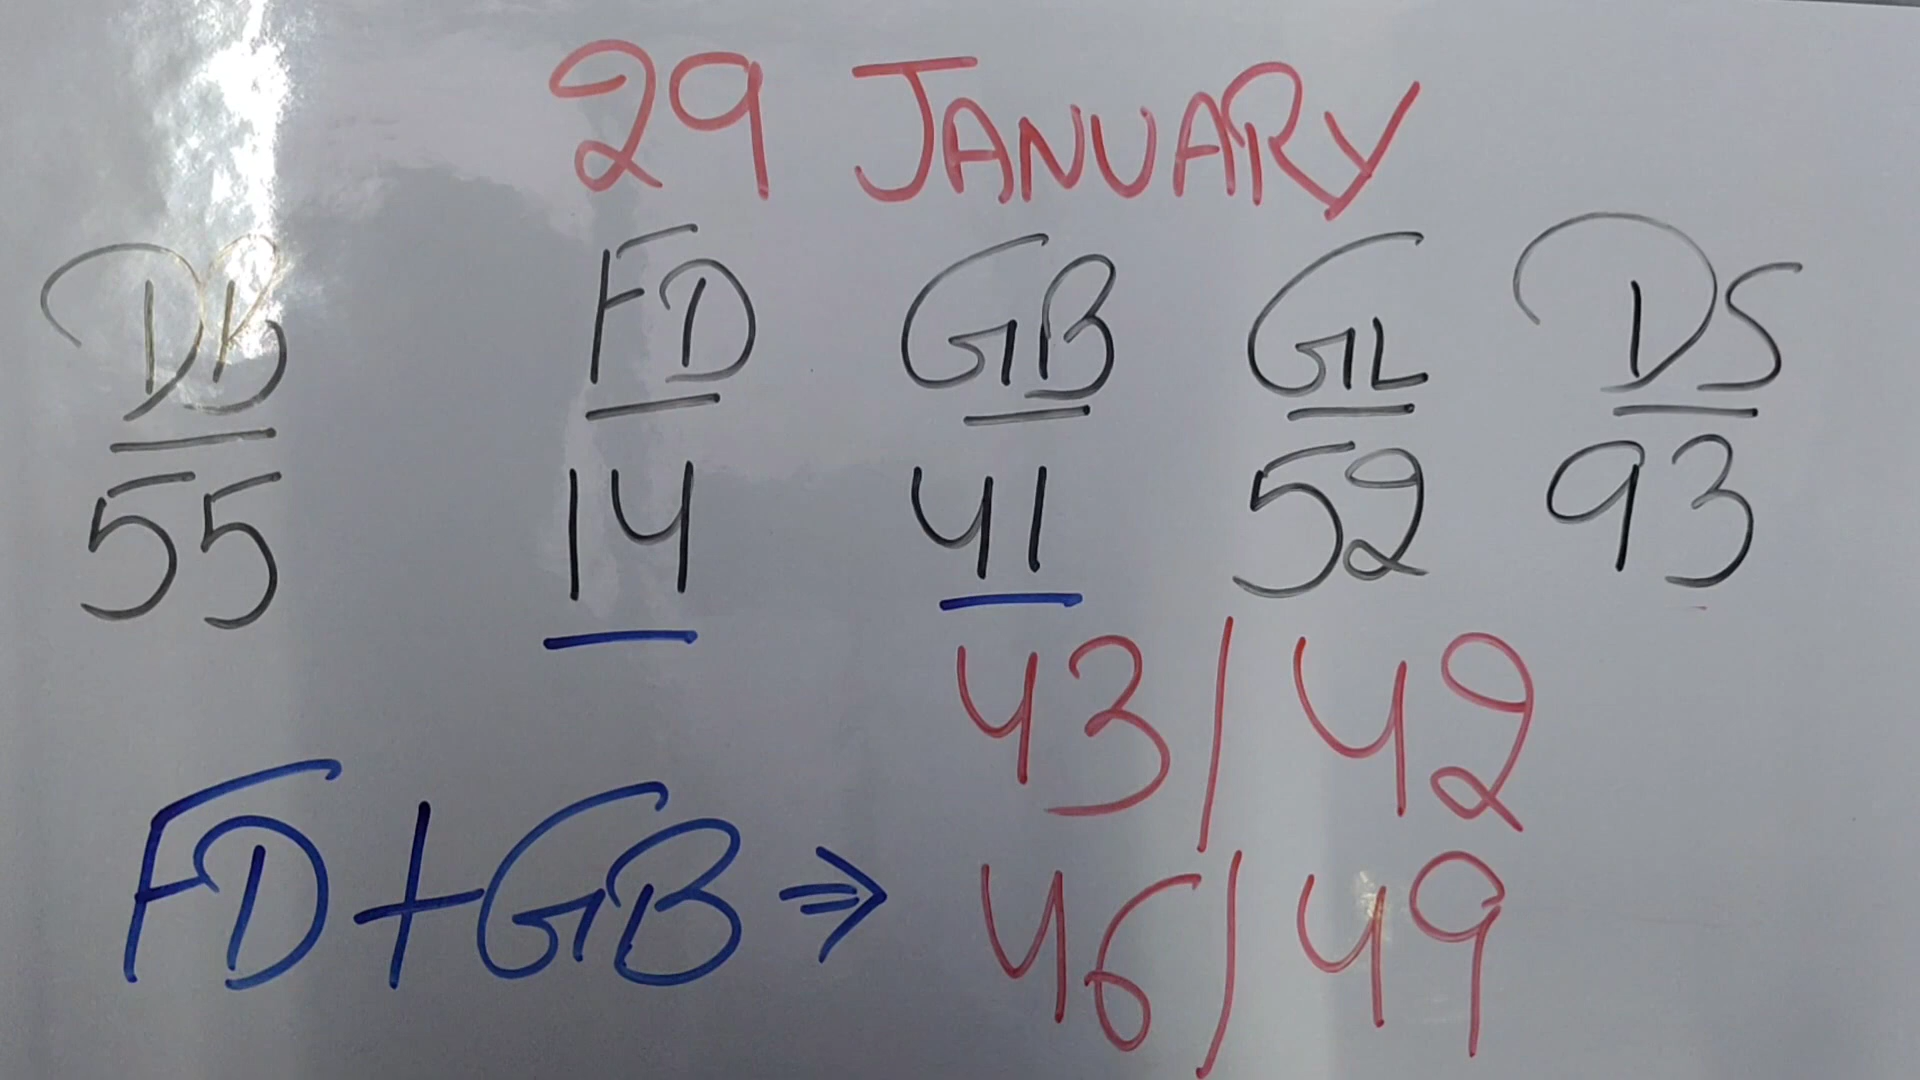 29 JANUARY
DB FD GB GL DS
55 14 41 52 93
43/42
FD+GB⇒ 46/49